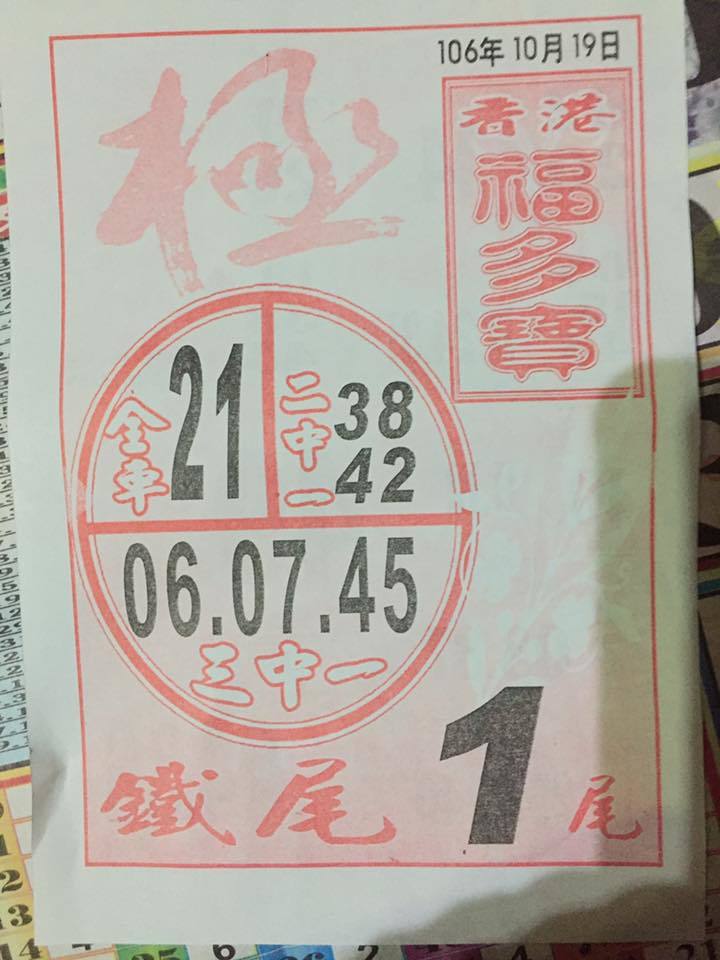 106年10月19日
極
香港
福多寶
全車
21
二中一
38
42
06.07.45
三中一
鐵尾 1 尾